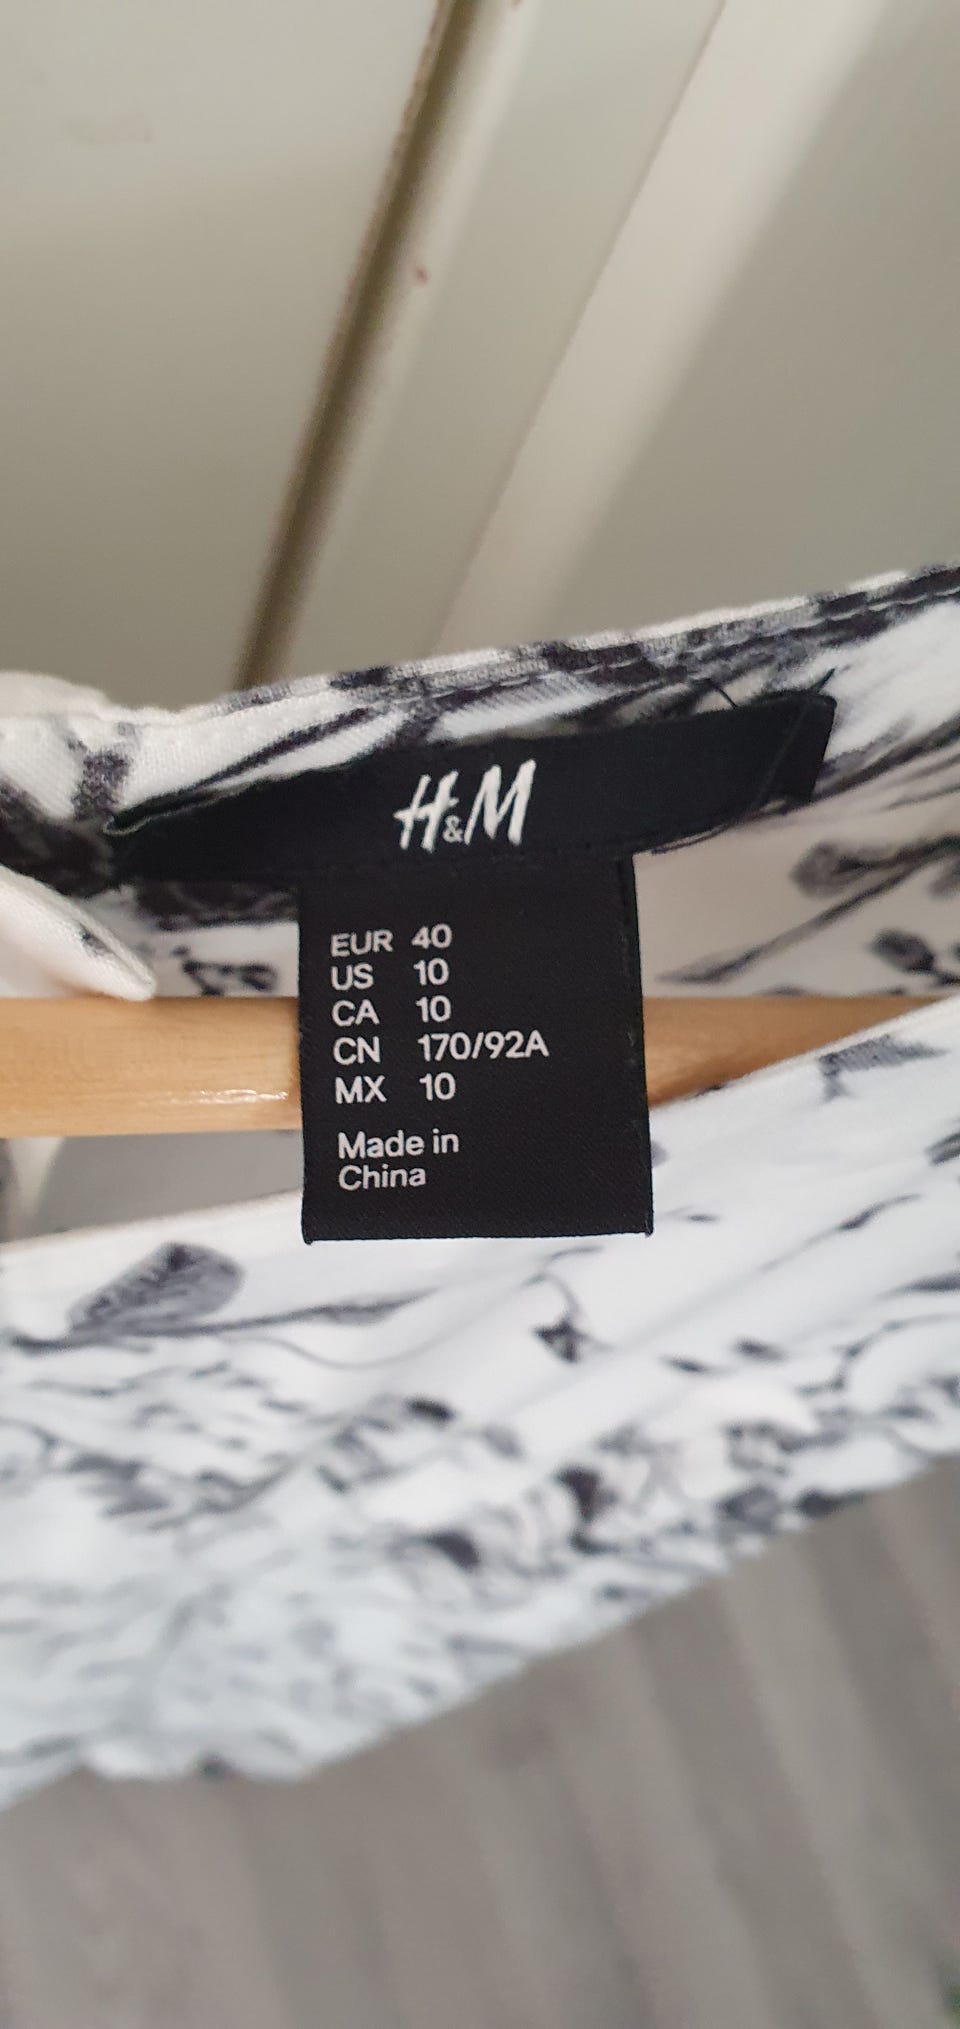 H&M
EUR 40
US 10
CA 10
CN 170/92A
MX 10
Made in
China